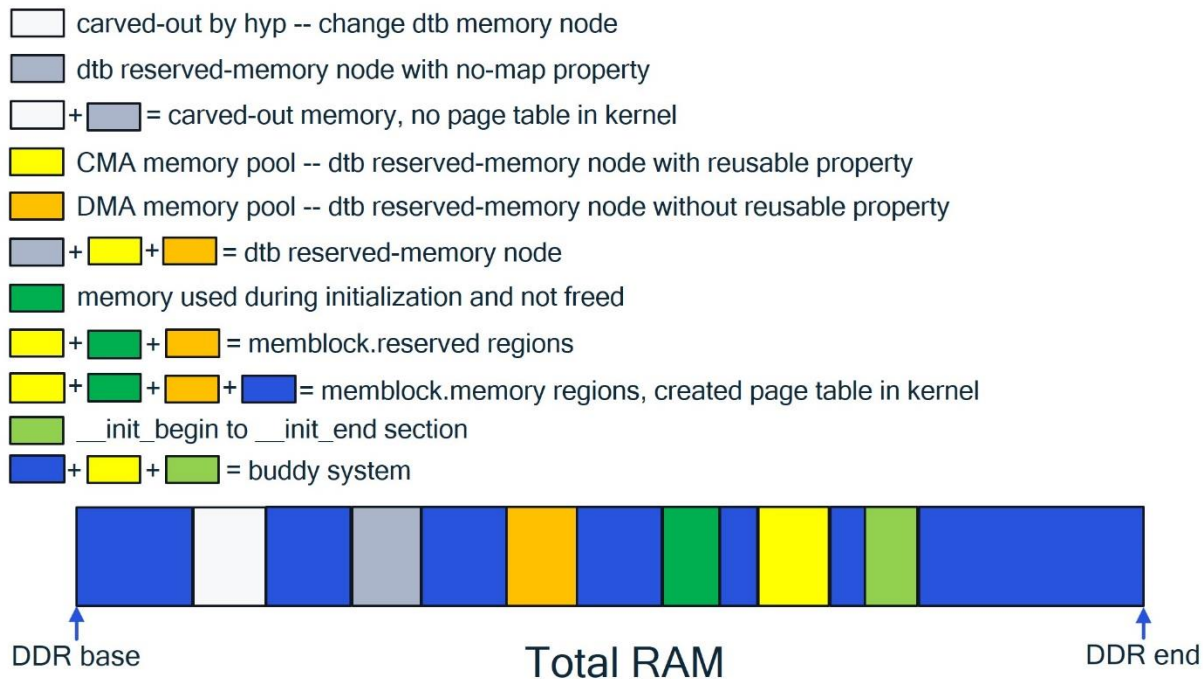 carved-out by hyp -- change dtb memory node
dtb reserved-memory node with no-map property
+ = carved-out memory, no page table in kernel
CMA memory pool -- dtb reserved-memory node with reusable property
DMA memory pool -- dtb reserved-memory node without reusable property
+ + = dtb reserved-memory node
memory used during initialization and not freed
+ + = memblock.reserved regions
+ + + = memblock.memory regions, created page table in kernel
__init_begin to __init_end section
+ + = buddy system
DDR base Total RAM DDR end